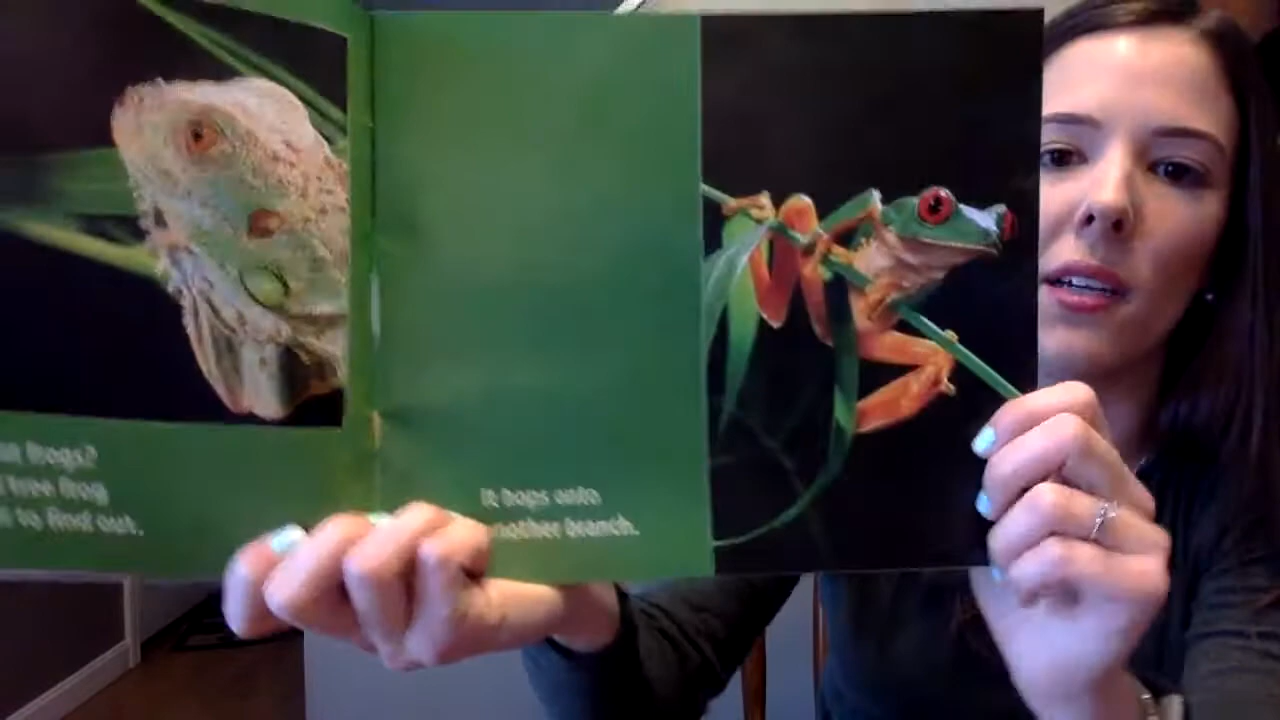 frogs?
tree frog
to find out.
It hops onto
another branch.